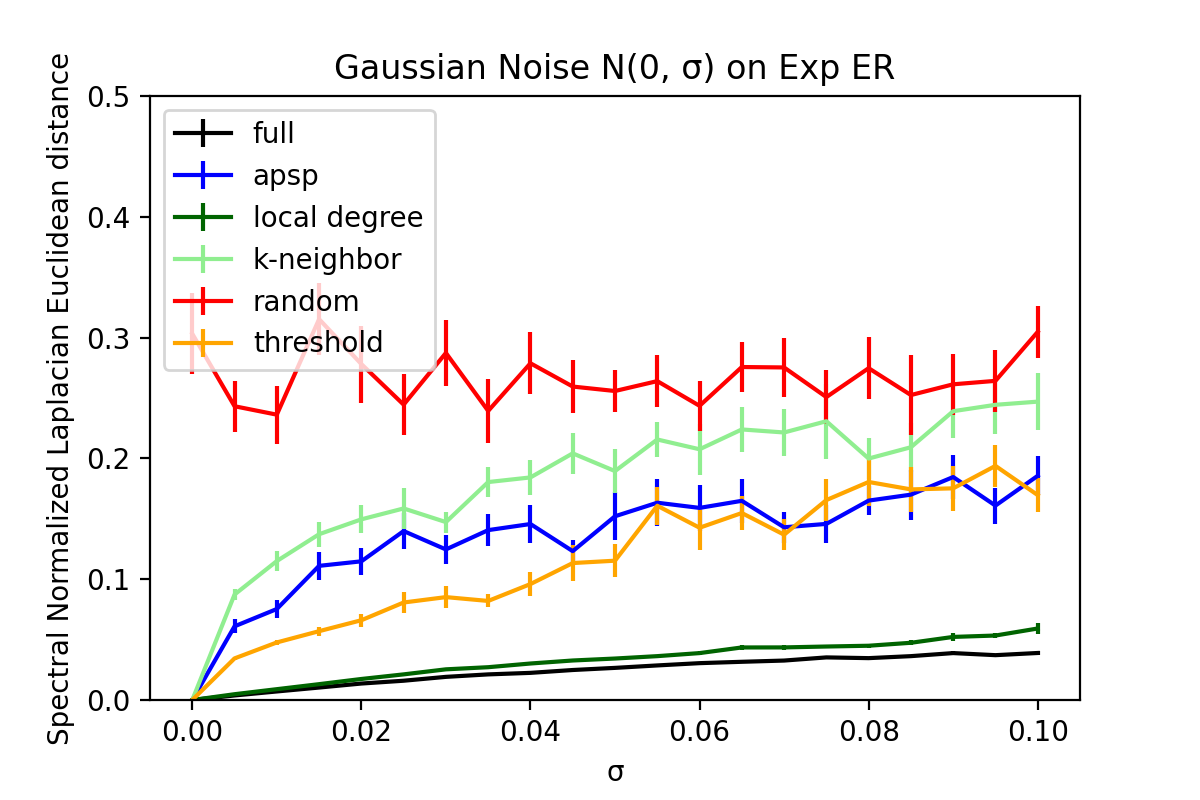 Gaussian Noise N(0, σ) on Exp ER
Spectral Normalized Laplacian Euclidean distance
0.5
0.4
0.3
0.2
0.1
0.0
full
apsp
local degree
k-neighbor
random
threshold
0.00 0.02 0.04 0.06 0.08 0.10
σ